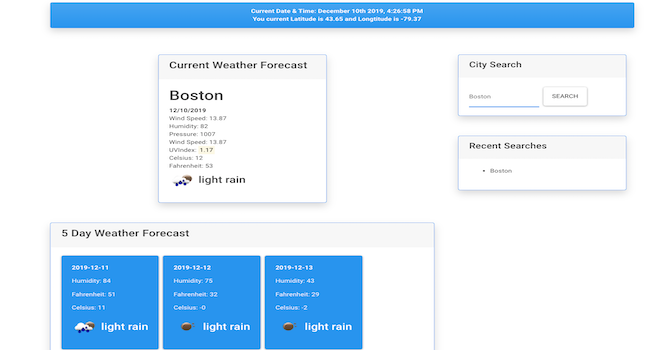 Current Date & Time: December 10th 2019, 4:26:58 PM
You current Latitude is 43.65 and Longtitude is -79.37
Current Weather Forecast
Boston
12/10/2019
Wind Speed: 13.87
Humidity: 82
Pressure: 1007
Wind Speed: 13.87
UVIndex: 1.17
Celsius: 12
Fahrenheit: 53
light rain
City Search
Boston
SEARCH
Recent Searches
Boston
5 Day Weather Forecast
2019-12-11
Humidity: 84
Fahrenheit: 51
Celsius: 11
light rain
2019-12-12
Humidity: 75
Fahrenheit: 32
Celsius: -0
light rain
2019-12-13
Humidity: 43
Fahrenheit: 29
Celsius: -2
light rain